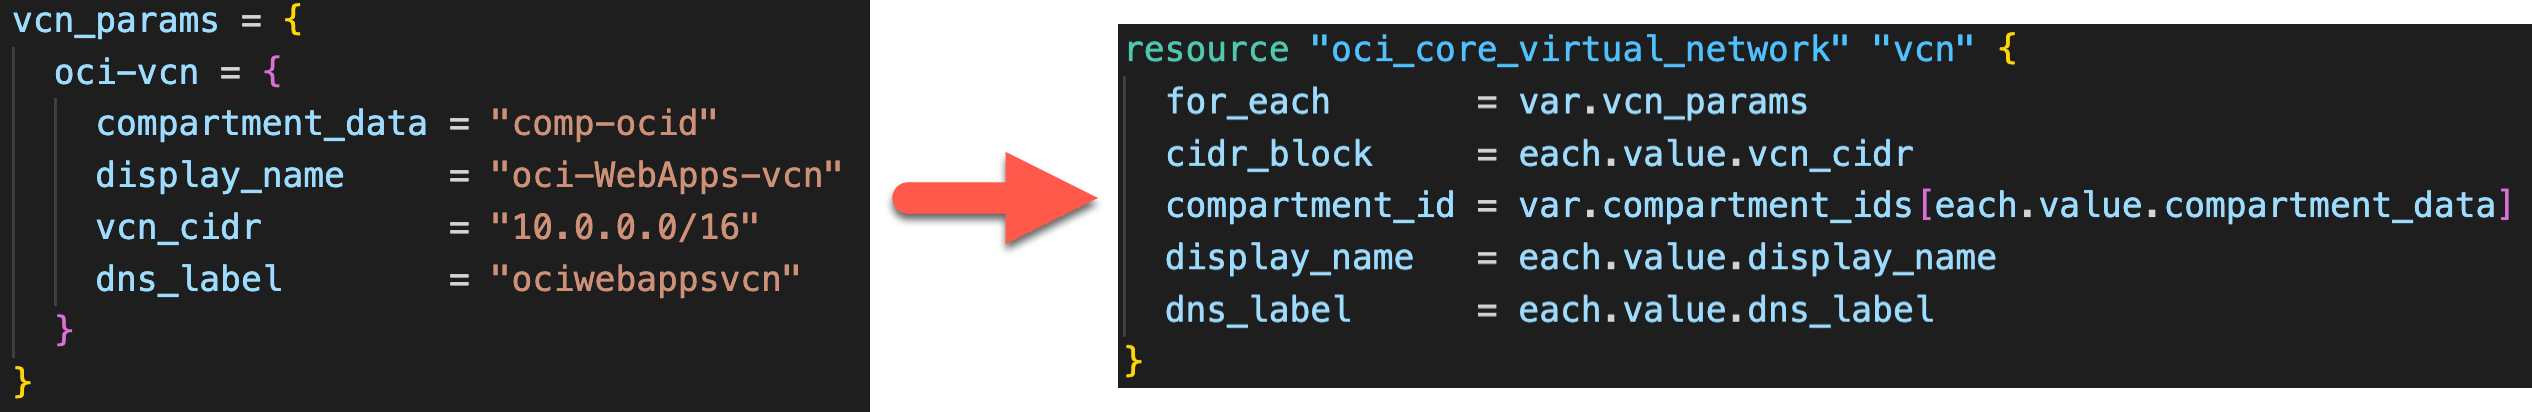 vcn_params = {
oci-vcn = {
compartment_data = "comp-ocid"
display_name = "oci-WebApps-vcn"
vcn_cidr = "10.0.0.0/16"
dns_label = "ociwebappsvcn"
}
}
resource "oci_core_virtual_network" "vcn" {
for_each = var.vcn_params
cidr_block = each.value.vcn_cidr
compartment_id = var.compartment_ids[each.value.compartment_data]
display_name = each.value.display_name
dns_label = each.value.dns_label
}